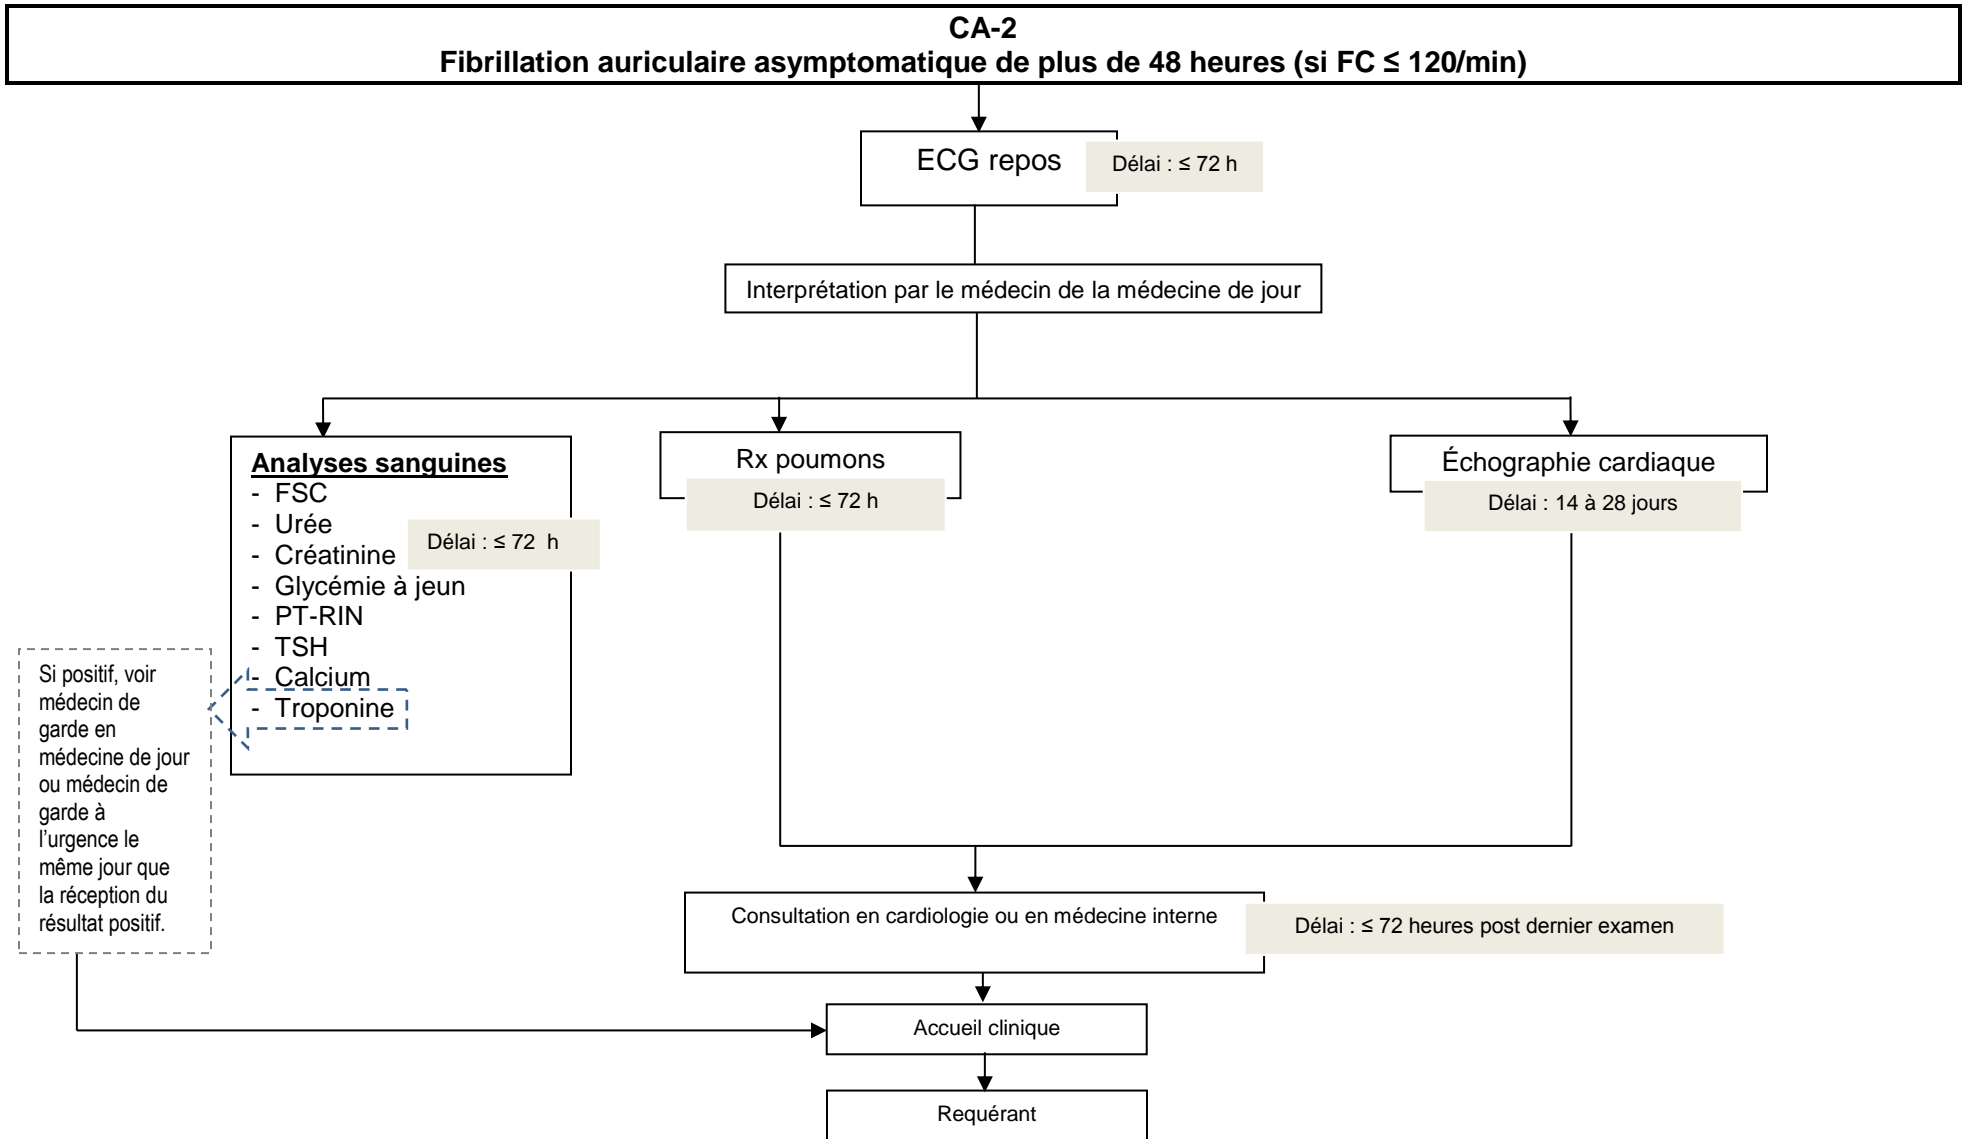 CA-2
Fibrillation auriculaire asymptomatique de plus de 48 heures (si FC ≤ 120/min)
ECG repos
Délai : ≤ 72 h
Interprétation par le médecin de la médecine de jour
Analyses sanguines
- FSC
- Urée
- Créatinine
- Glycémie à jeun
- PT-RIN
- TSH
- Calcium
- Troponine
Délai : ≤ 72 h
Rx poumons
Délai : ≤ 72 h
Échographie cardiaque
Délai : 14 à 28 jours
Si positif, voir
médecin de
garde en
médecine de jour
ou médecin de
garde à
l’urgence le
même jour que
la réception du
résultat positif.
Consultation en cardiologie ou en médecine interne
Délai : ≤ 72 heures post dernier examen
Accueil clinique
Requérant